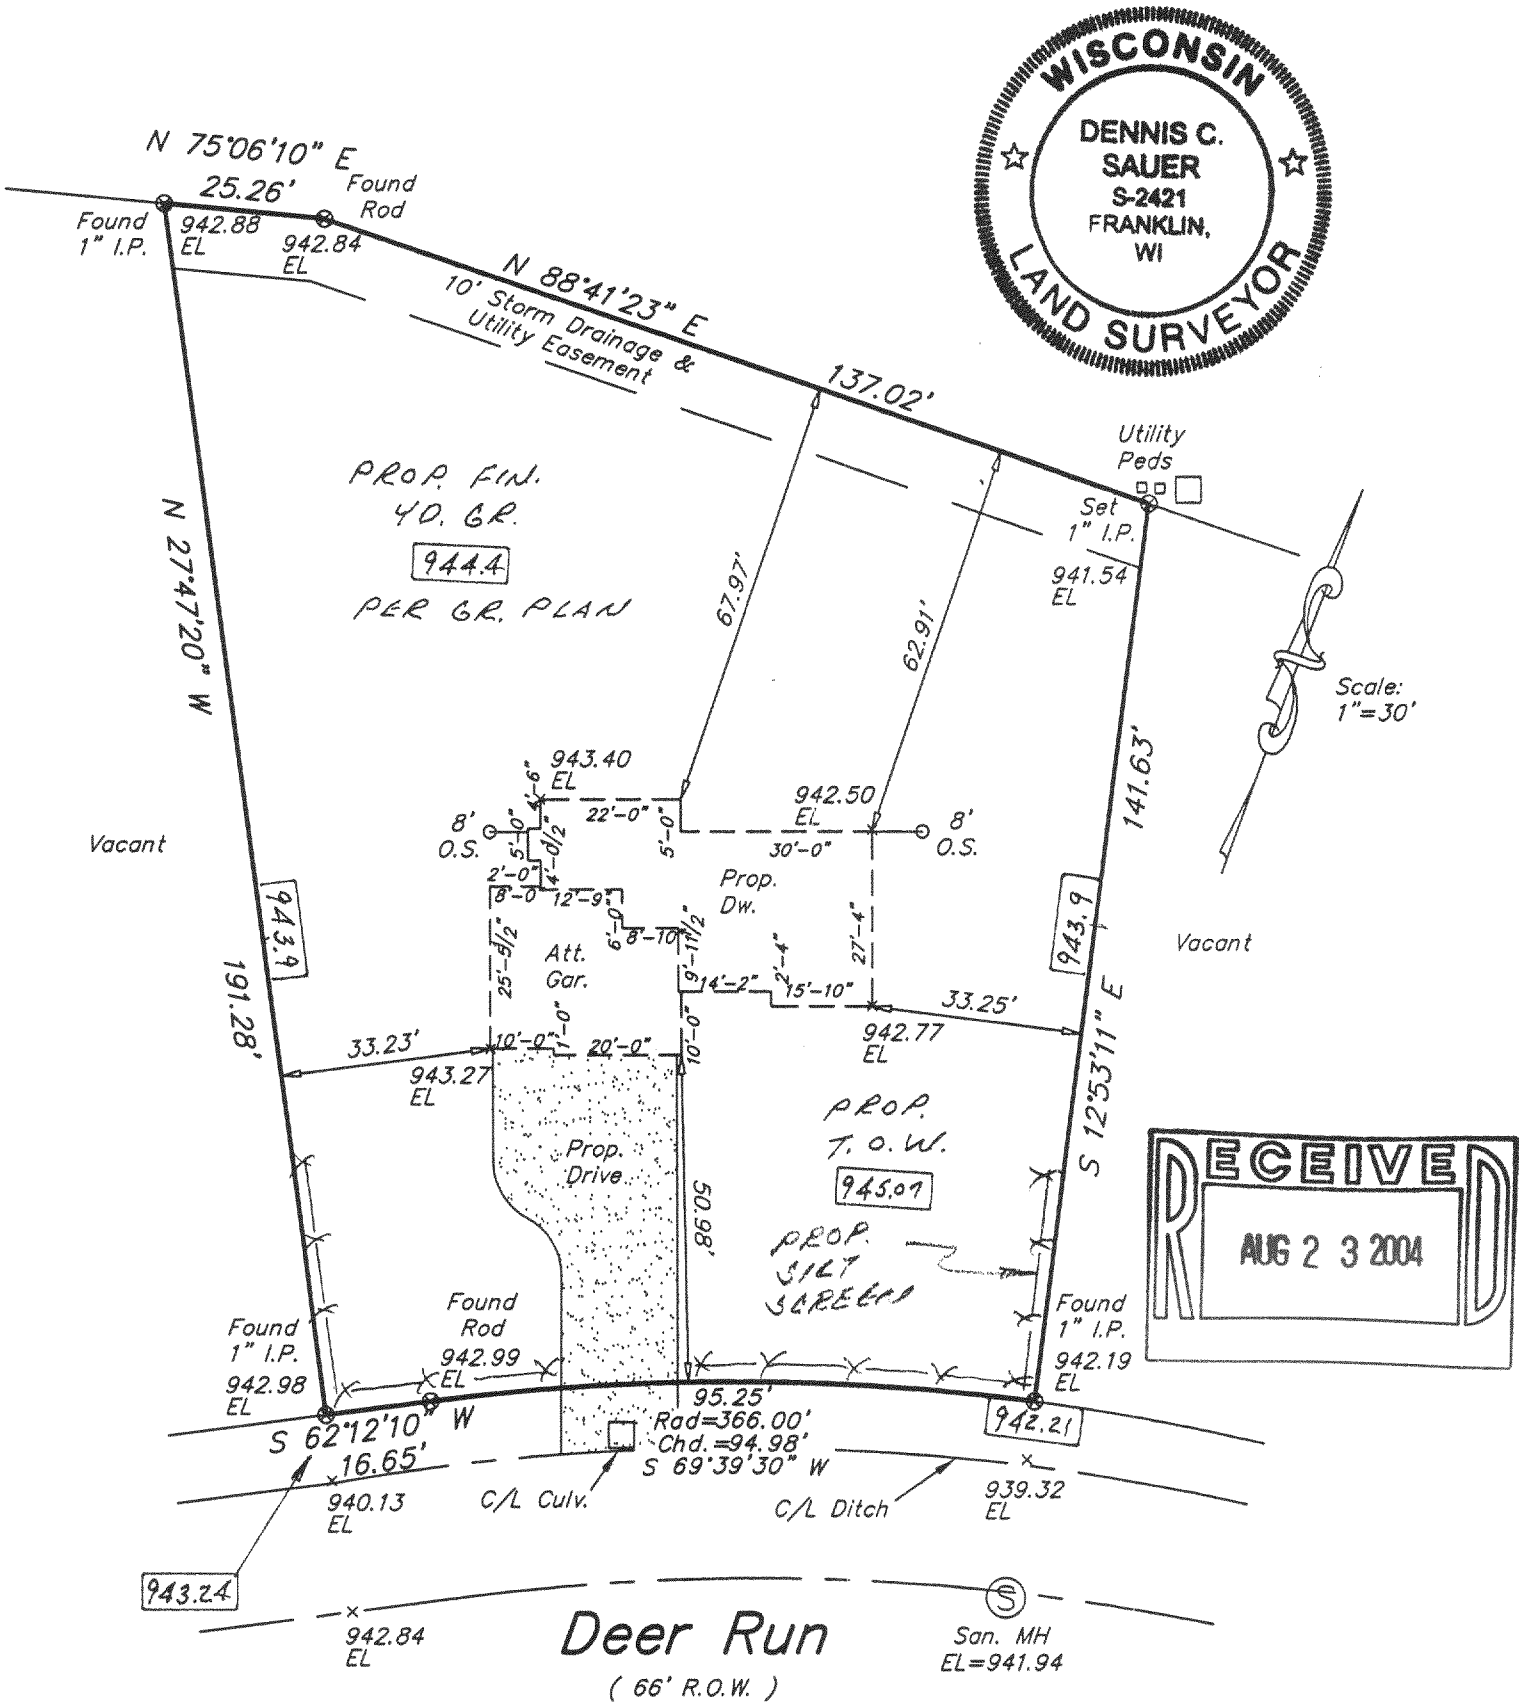 WISCONSIN
DENNIS C.
SAUER
S-2421
FRANKLIN,
WI
LAND SURVEYOR
N 75°06'10" E
25.26'
Found
Rod
Found
1" I.P.
942.88
EL
942.84
EL
N 88°41'23" E
10' Storm Drainage &
Utility Easement
137.02'
Utility
Peds
Set
1" I.P.
941.54
EL
PROP. FIN.
YD. GR.
944.4
PER GR. PLAN
N 27°47'20" W
67.97'
62.91'
Scale:
1"=30'
141.63'
943.40
EL
4'-6"
22'-0"
942.50
EL
8'
O.S.
5'-0"
4'-0 1/2"
5'-0"
30'-0"
8'
O.S.
Vacant
2'-0"
8'-0"
12'-9"
Prop.
Dw.
943.9
943.9
Vacant
6'-0"
8'-10"
9'-11 1/2"
27'-4"
25'-5 1/2"
Att.
Gar.
14'-2"
2'-4"
15'-10"
191.28'
33.25'
942.77
EL
33.23'
10'-0"
1'-0"
20'-0"
10'-0"
943.27
EL
S 12°53'11" E
PROP.
T.O.W.
945.07
Prop.
Drive
50.98'
PROP.
SILT
SCREENS
RECEIVED
AUG 2 3 2004
Found
1" I.P.
942.98
EL
Found
Rod
942.99
EL
Found
1" I.P.
942.19
EL
942.21
S 62°12'10" W
16.65'
95.25'
Rad=366.00'
Chd.=94.98'
S 69°39'30" W
940.13
EL
C/L Culv.
C/L Ditch
939.32
EL
943.24
942.84
EL
Deer Run
( 66' R.O.W. )
S
San. MH
EL=941.94